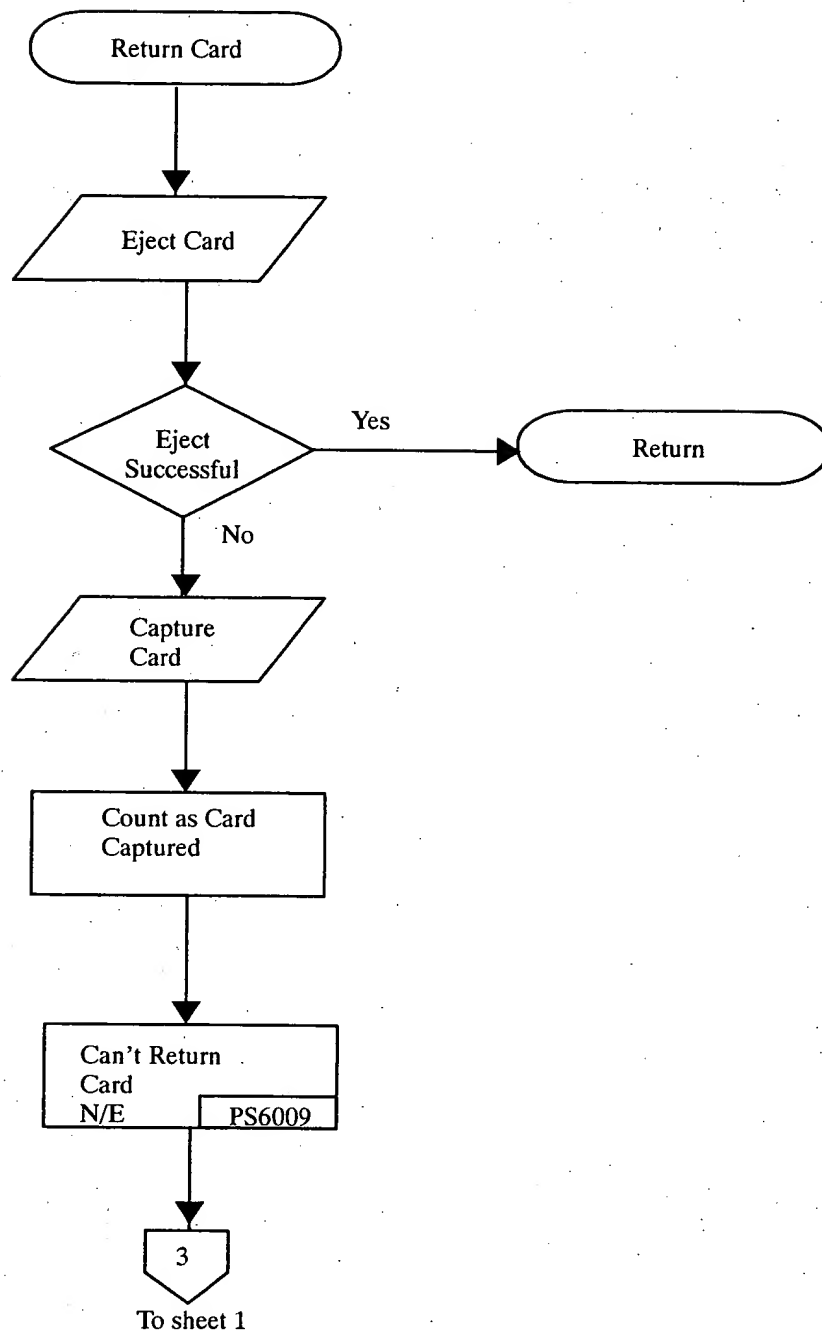 Return Card
Eject Card
Eject
Successful
Yes
Return
No
Capture
Card
Count as Card
Captured
Can't Return
Card
N/E
PS6009
3
To sheet 1